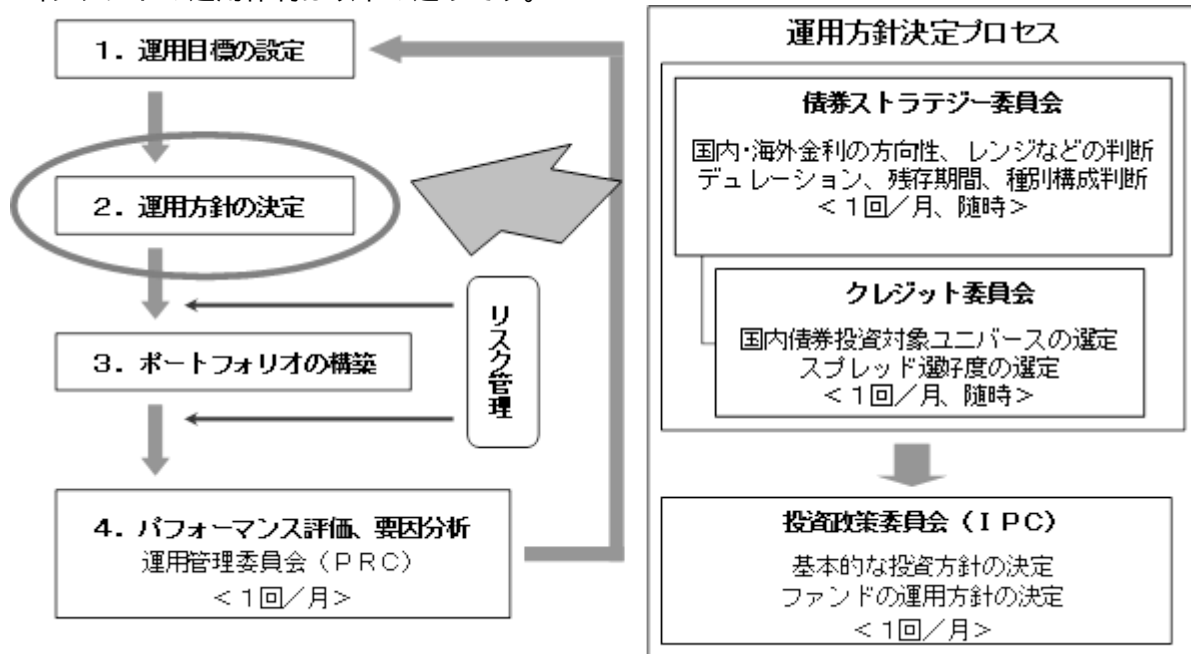 1．運用目標の設定
2．運用方針の決定
リスク管理
3．ポートフォリオの構築
4．パフォーマンス評価、要因分析
運用管理委員会（ＰＲＣ）
＜１回／月＞
運用方針決定プロセス
債券ストラテジー委員会
国内・海外金利の方向性、レンジなどの判断
デュレーション、残存期間、種別構成判断
＜１回／月、随時＞
クレジット委員会
国内債券投資対象ユニバースの選定
スプレッド選好度の選定
＜１回／月、随時＞
投資政策委員会（ＩＰＣ）
基本的な投資方針の決定
ファンドの運用方針の決定
＜１回／月＞